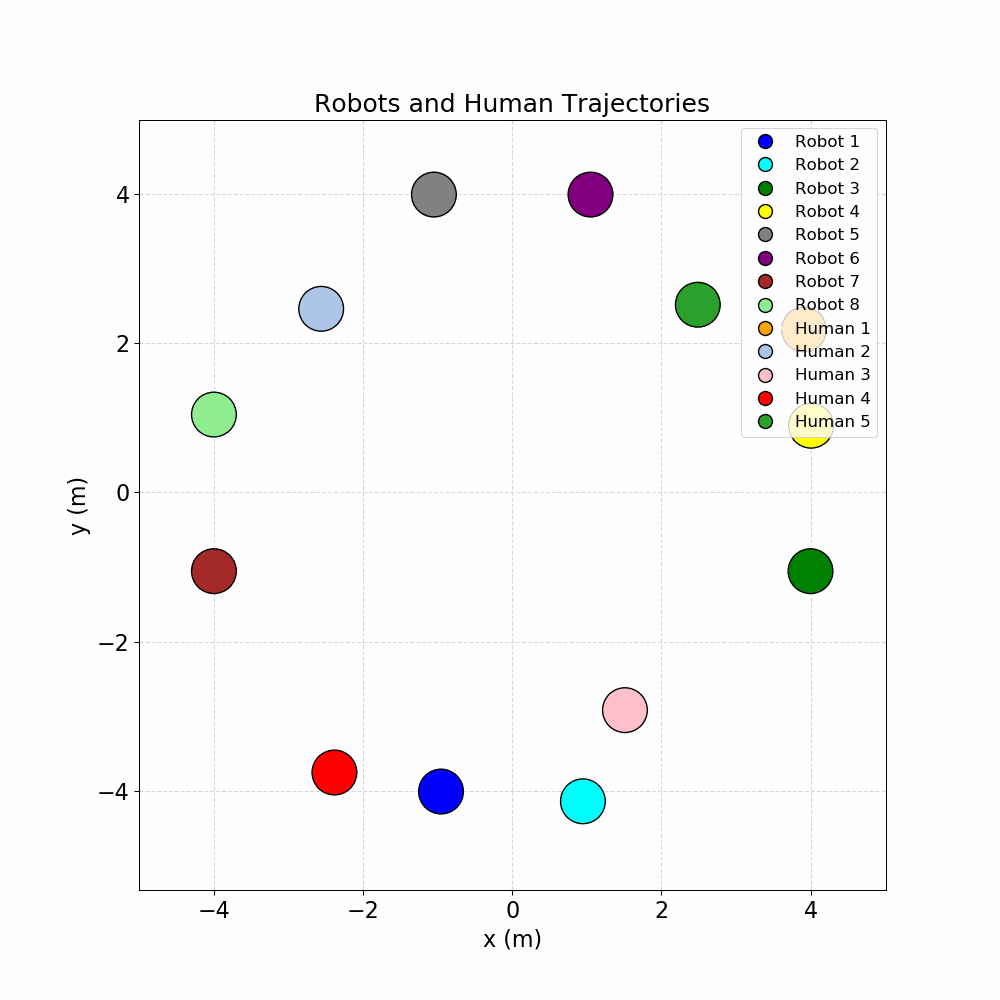 Robots and Human Trajectories
Robot 1
Robot 2
Robot 3
Robot 4
Robot 5
Robot 6
Robot 7
Robot 8
Human 1
Human 2
Human 3
Human 4
Human 5
4
2
0
−2
−4
y (m)
−4
−2
0
2
4
x (m)